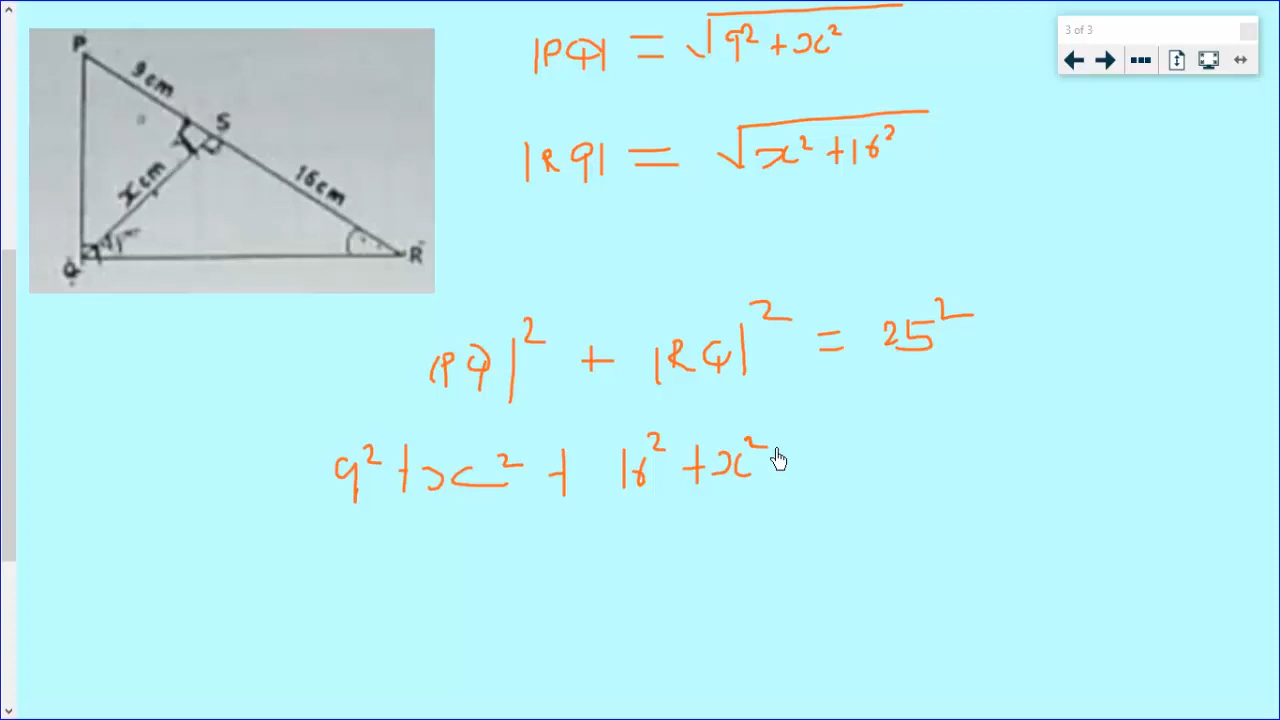 3 of 3
|PQ| = √9² + x²
|RQ| = √x² + 16²
P
9cm
S
x cm
16cm
Q
R
|PQ|² + |RQ|² = 25²
9² + x² + 16² + x²